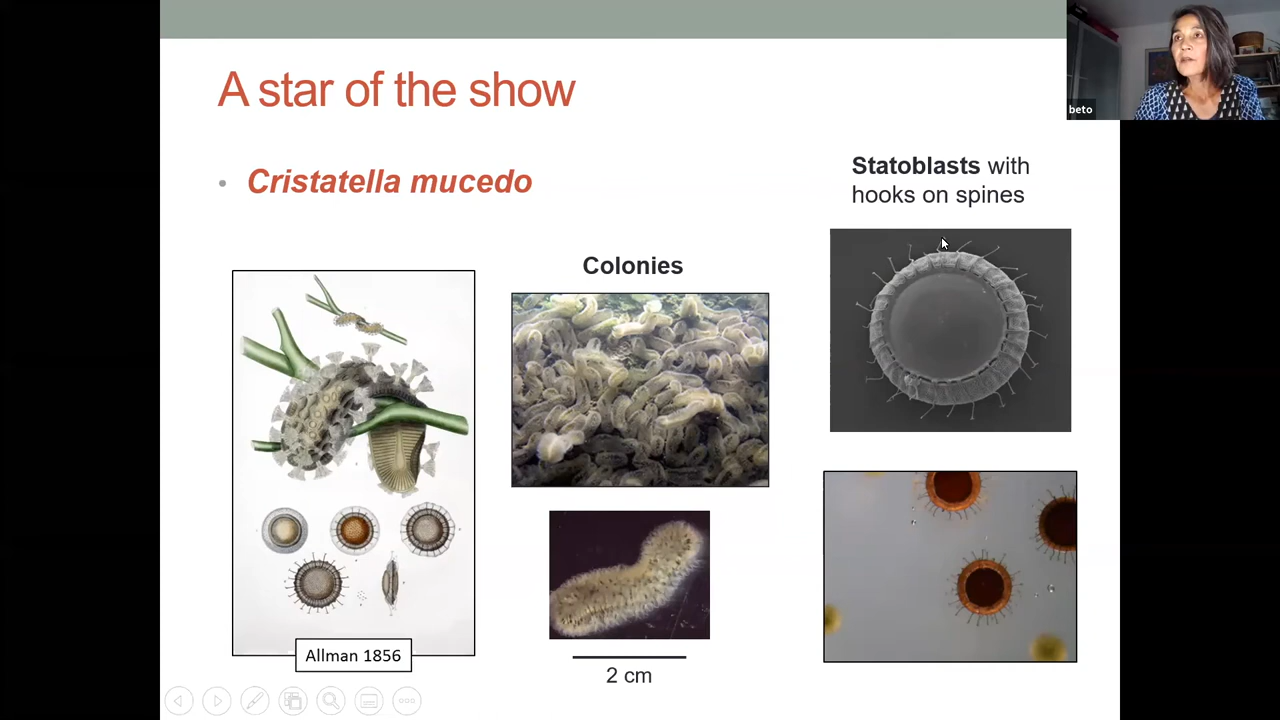 A star of the show
• Cristatella mucedo
Statoblasts with
hooks on spines
Colonies
Allman 1856
2 cm
beto